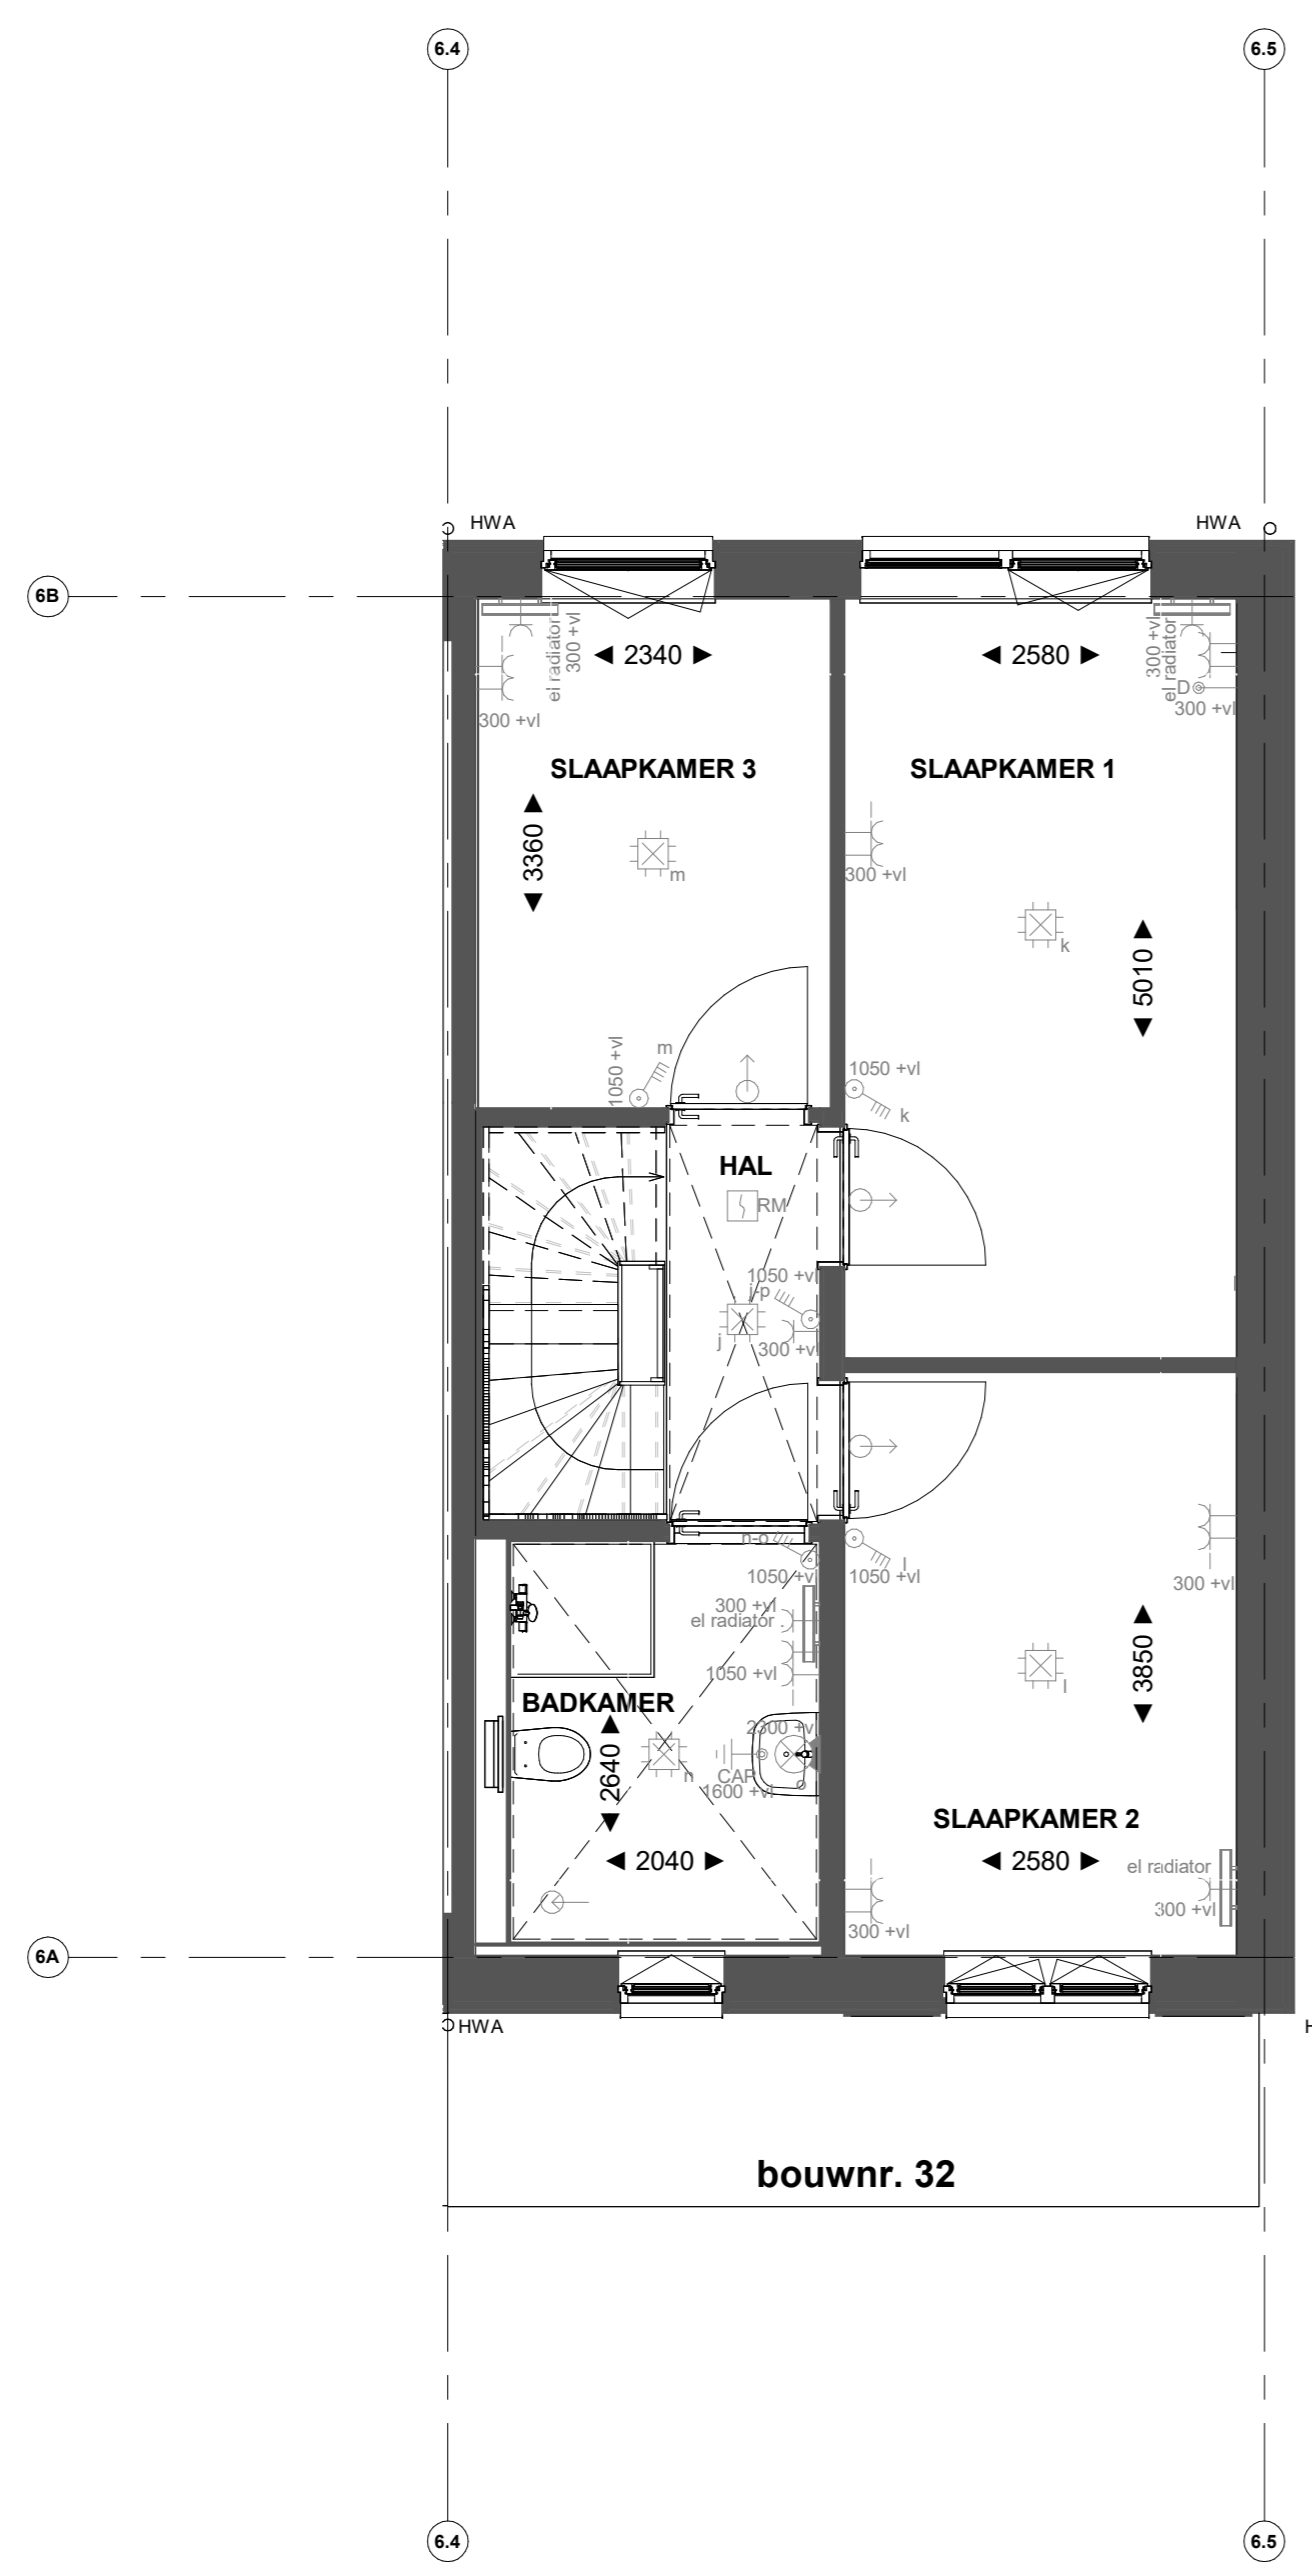 6.4
6.5
HWA
HWA
6B
el radiator
300 +vl
300 +vl
2340
2580
300 +vl
el radiator
D
300 +vl
SLAAPKAMER 3
SLAAPKAMER 1
3360
m
300 +vl
k
5010
1050 +vl
m
1050 +vl
k
HAL
RM
1050 +vl
j-p
j
300 +vl
n-o
1050 +v
l
1050 +vl
300 +vl
300 +vl
el radiator
1050 +vl
3850
l
BADKAMER
2640
2300 +v
n
CAP
1600 +vl
SLAAPKAMER 2
2040
2580
el radiator
300 +vl
300 +vl
6A
HWA
H
bouwnr. 32
6.4
6.5